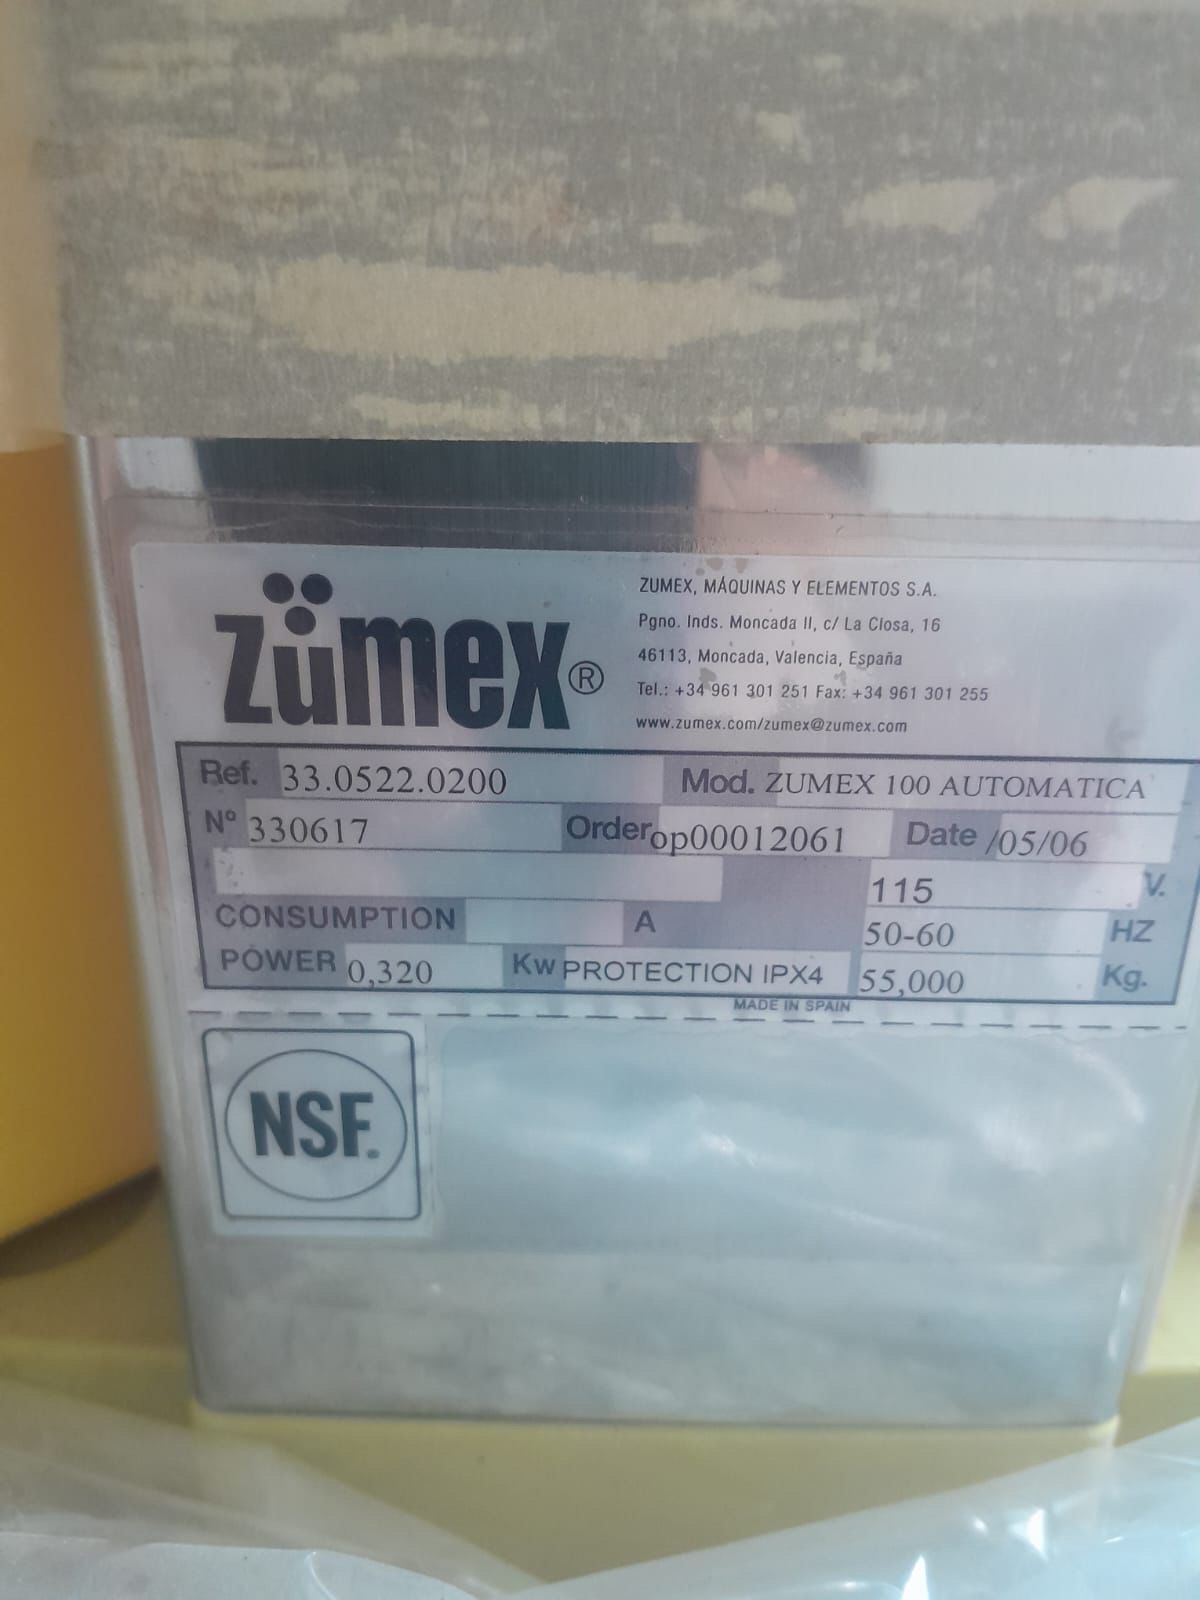 Zümex®
ZUMEX, MÁQUINAS Y ELEMENTOS S.A.
Pgno. Inds. Moncada II, c/ La Closa, 16
46113, Moncada, Valencia, España
Tel.: +34 961 301 251 Fax: +34 961 301 255
www.zumex.com/zumex@zumex.com
Ref. 33.0522.0200 Mod. ZUMEX 100 AUTOMATICA
Nº 330617 Order op00012061 Date /05/06
115 V.
CONSUMPTION A 50-60 HZ
POWER 0,320 Kw PROTECTION IPX4 55,000 Kg.
MADE IN SPAIN
NSF.